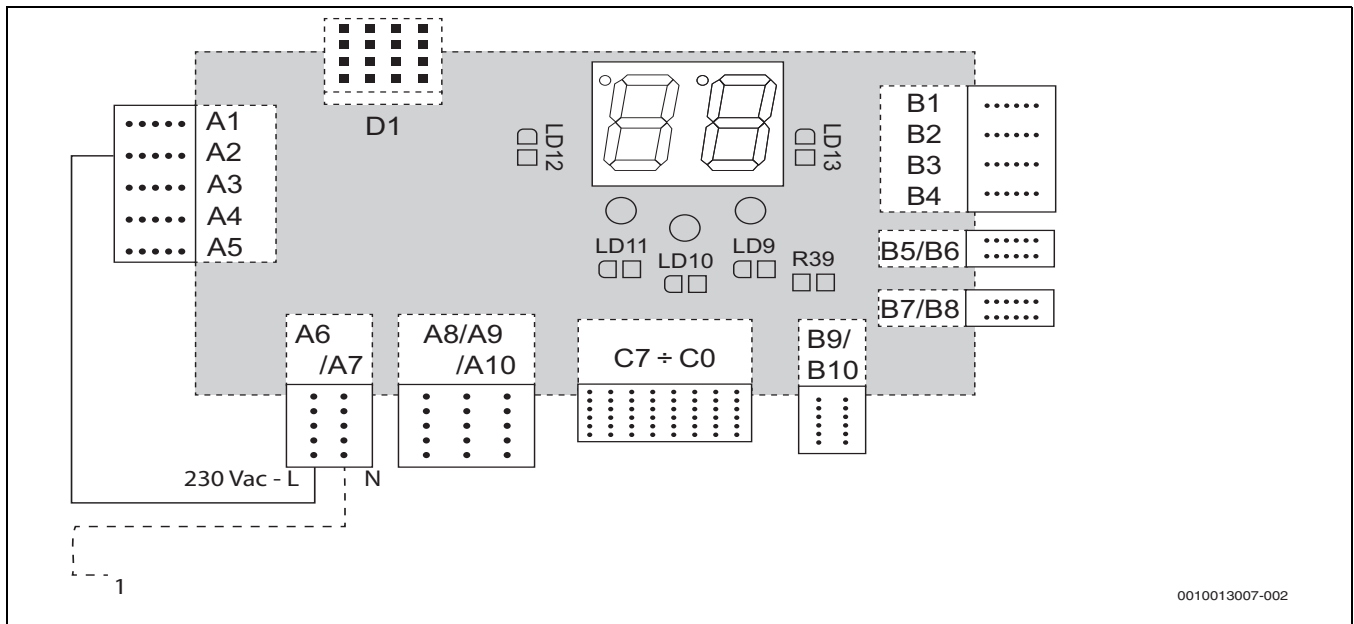 D1
A1
A2
A3
A4
A5
LD12
LD13
B1
B2
B3
B4
LD11
LD10
LD9
R39
B5/B6
B7/B8
A6
/A7
A8/A9
/A10
C7 ÷ C0
B9/
B10
230 Vac - L
N
1
0010013007-002